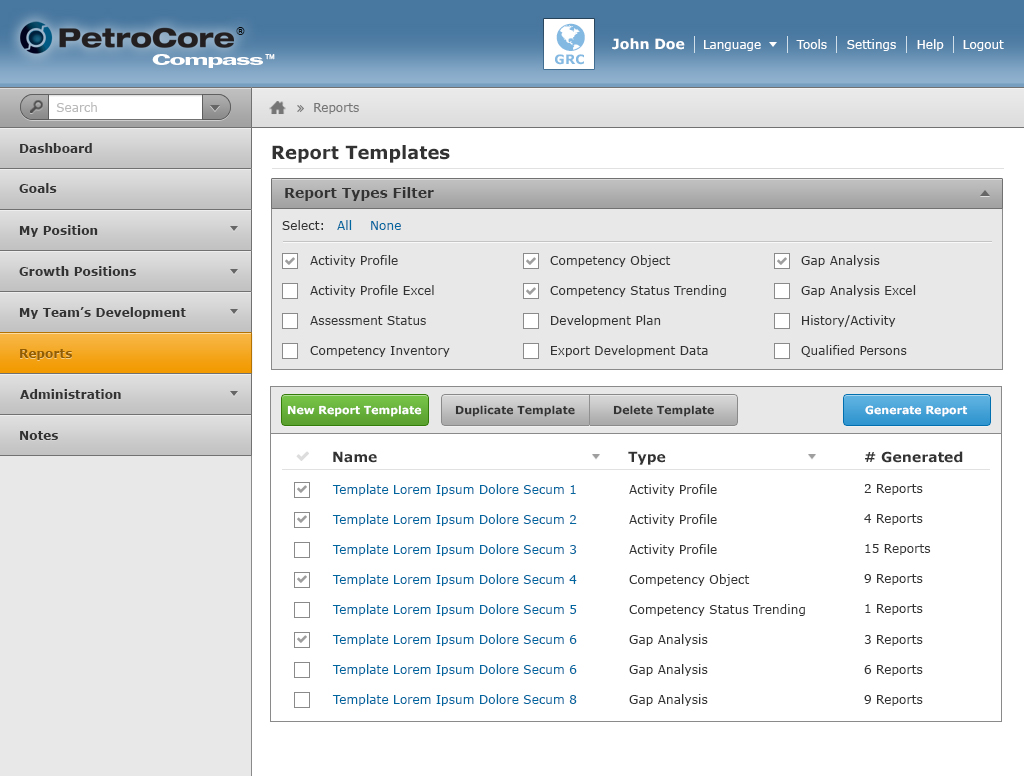 PetroCore®
Compass™
GRC
John Doe Language Tools Settings Help Logout
Search
» Reports
Dashboard
Goals
My Position
Growth Positions
My Team’s Development
Reports
Administration
Notes
Report Templates
Report Types Filter
Select: All None
Activity Profile Competency Object Gap Analysis
Activity Profile Excel Competency Status Trending Gap Analysis Excel
Assessment Status Development Plan History/Activity
Competency Inventory Export Development Data Qualified Persons
New Report Template Duplicate Template Delete Template Generate Report
Name Type # Generated
Template Lorem Ipsum Dolore Secum 1 Activity Profile 2 Reports
Template Lorem Ipsum Dolore Secum 2 Activity Profile 4 Reports
Template Lorem Ipsum Dolore Secum 3 Activity Profile 15 Reports
Template Lorem Ipsum Dolore Secum 4 Competency Object 9 Reports
Template Lorem Ipsum Dolore Secum 5 Competency Status Trending 1 Reports
Template Lorem Ipsum Dolore Secum 6 Gap Analysis 3 Reports
Template Lorem Ipsum Dolore Secum 6 Gap Analysis 6 Reports
Template Lorem Ipsum Dolore Secum 8 Gap Analysis 9 Reports